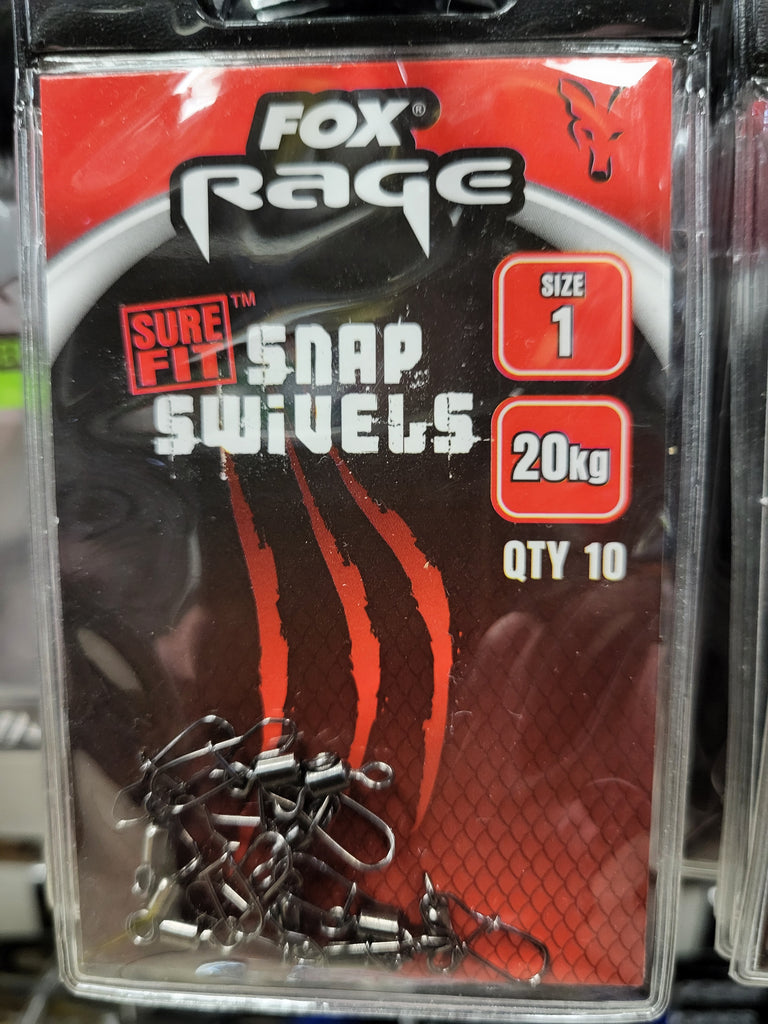 FOX®
RAGE
SURE FIT™
SNAP
SWIVELS
SIZE
1
20kg
QTY 10